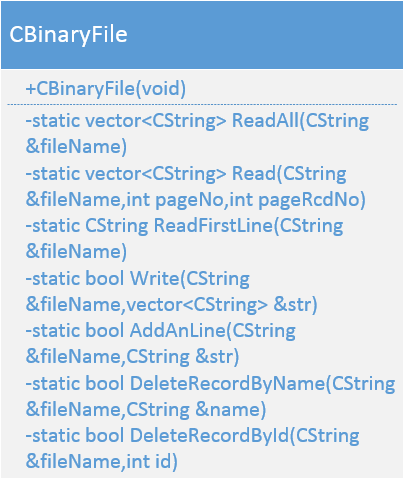 CBinaryFile
+CBinaryFile(void)
-static vector<CString> ReadAll(CString
&fileName)
-static vector<CString> Read(CString
&fileName,int pageNo,int pageRcdNo)
-static CString ReadFirstLine(CString
&fileName)
-static bool Write(CString
&fileName,vector<CString> &str)
-static bool AddAnLine(CString
&fileName,CString &str)
-static bool DeleteRecordByName(CString
&fileName,CString &name)
-static bool DeleteRecordById(CString
&fileName,int id)